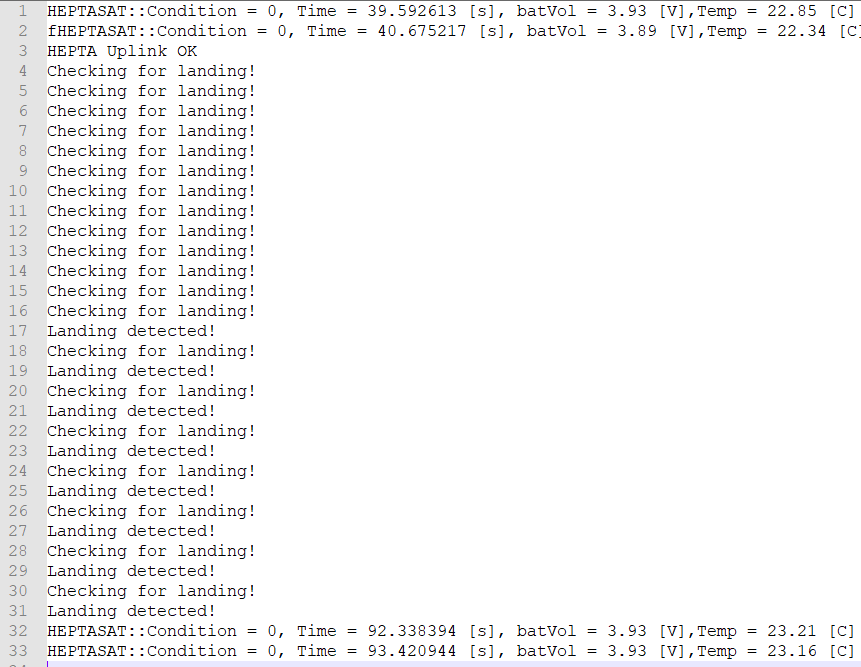 1 HEPTASAT::Condition = 0, Time = 39.592613 [s], batVol = 3.93 [V],Temp = 22.85 [C]
2 fHEPTASAT::Condition = 0, Time = 40.675217 [s], batVol = 3.89 [V],Temp = 22.34 [C]
3 HEPTA Uplink OK
4 Checking for landing!
5 Checking for landing!
6 Checking for landing!
7 Checking for landing!
8 Checking for landing!
9 Checking for landing!
10 Checking for landing!
11 Checking for landing!
12 Checking for landing!
13 Checking for landing!
14 Checking for landing!
15 Checking for landing!
16 Checking for landing!
17 Landing detected!
18 Checking for landing!
19 Landing detected!
20 Checking for landing!
21 Landing detected!
22 Checking for landing!
23 Landing detected!
24 Checking for landing!
25 Landing detected!
26 Checking for landing!
27 Landing detected!
28 Checking for landing!
29 Landing detected!
30 Checking for landing!
31 Landing detected!
32 HEPTASAT::Condition = 0, Time = 92.338394 [s], batVol = 3.93 [V],Temp = 23.21 [C]
33 HEPTASAT::Condition = 0, Time = 93.420944 [s], batVol = 3.93 [V],Temp = 23.16 [C]